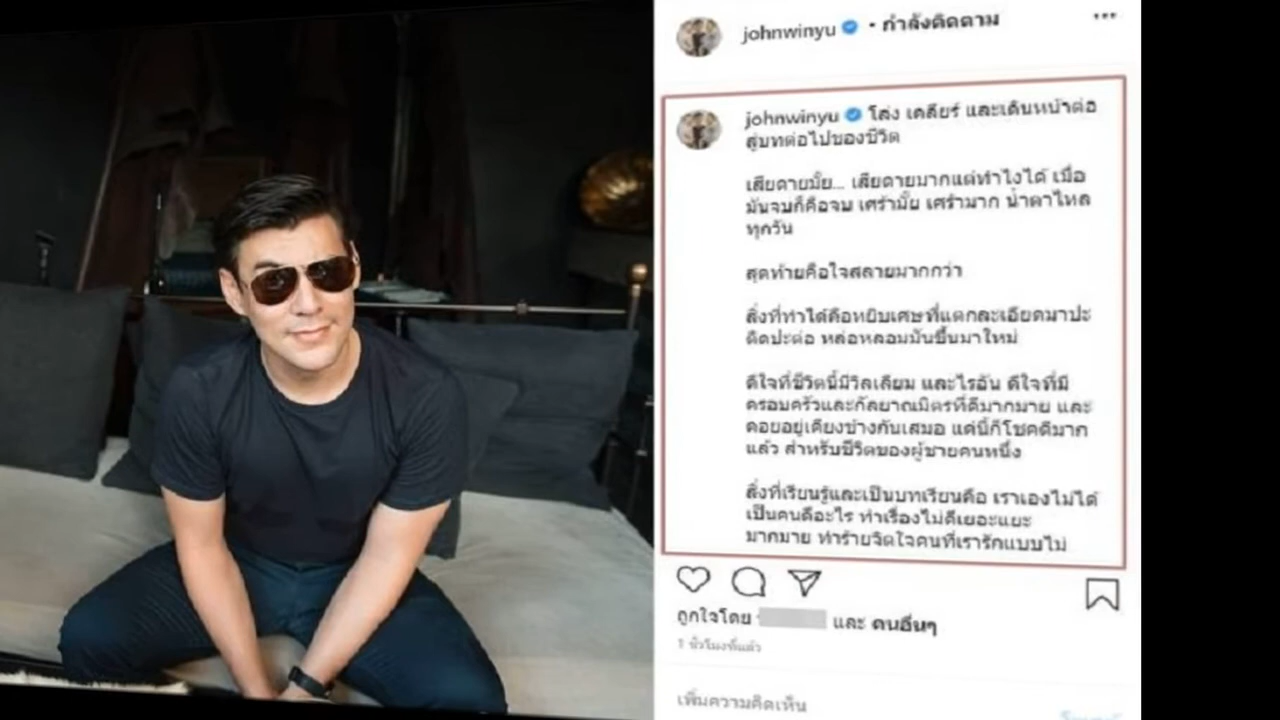 johnwinyu • กำลังติดตาม
johnwinyu โล่ง เคลียร์ และเดินหน้าต่อ
สู่บทต่อไปของชีวิต
เสียดายมั้ย... เสียดายมากแต่ทำไงได้ เมื่อ
มันจบก็คือจบ เศร้ามั้ย เศร้ามาก น้ำตาไหล
ทุกวัน
สุดท้ายคือใจสลายมากกว่า
สิ่งที่ทำได้คือหยิบเศษที่แตกละเอียดมาปะ
ติดปะต่อ หล่อหลอมมันขึ้นมาใหม่
ดีใจที่ชีวิตนี้มีวิลเลียม และไรอัน ดีใจที่มี
ครอบครัวและกัลยาณมิตรที่ดีมากมาย และ
คอยอยู่เคียงข้างกันเสมอ แค่นี้ก็โชคดีมาก
แล้ว สำหรับชีวิตของผู้ชายคนหนึ่ง
สิ่งที่เรียนรู้และเป็นบทเรียนคือ เราเองไม่ได้
เป็นคนดีอะไร ทำเรื่องไม่ดีเยอะแยะ
มากมาย ทำร้ายจิตใจคนที่เรารักแบบไม่
ถูกใจโดย และ คนอื่นๆ
1 ชั่วโมงที่แล้ว
เพิ่มความคิดเห็น